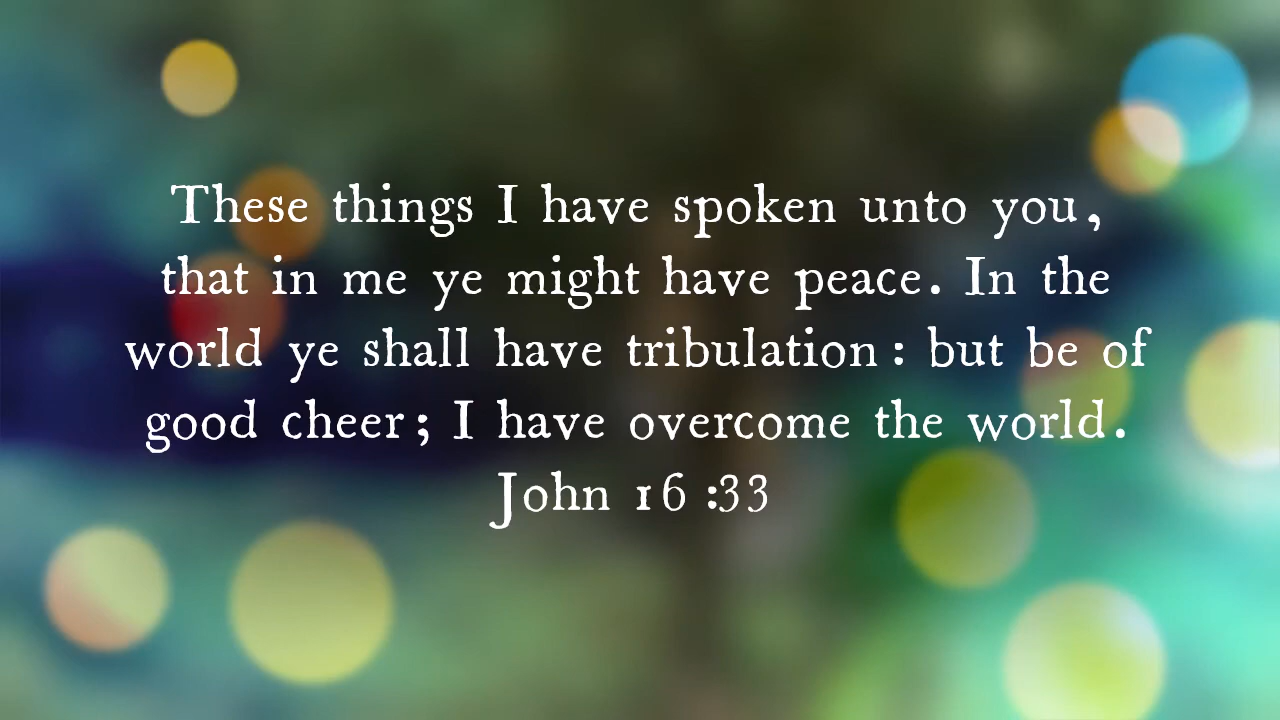 These things I have spoken unto you,
that in me ye might have peace. In the
world ye shall have tribulation: but be of
good cheer; I have overcome the world.
John 16 :33